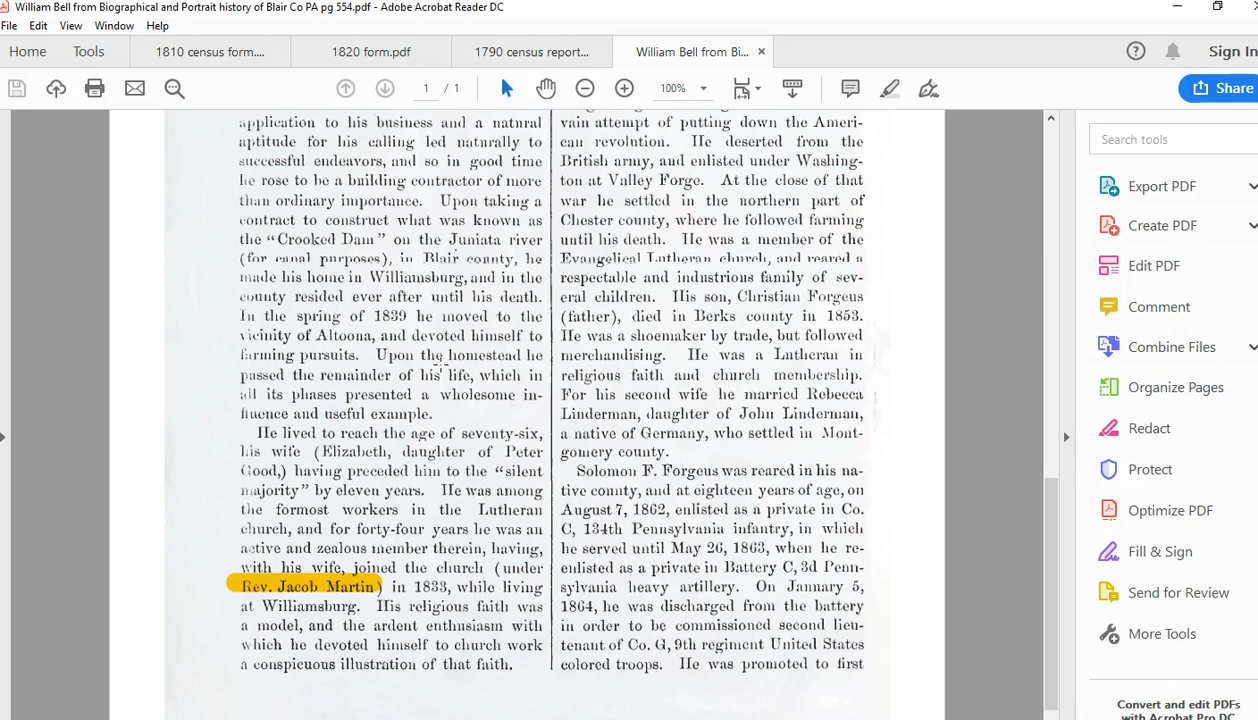 William Bell from Biographical and Portrait history of Blair Co PA pg 554.pdf - Adobe Acrobat Reader DC
File Edit View Window Help
Home Tools 1810 census form.... 1820 form.pdf 1790 census report... William Bell from Bi... × Sign In
1 / 1 100% Share
application to his business and a natural
aptitude for his calling led naturally to
successful endeavors, and so in good time
he rose to be a building contractor of more
than ordinary importance. Upon taking a
contract to construct what was known as
the “Crooked Dam” on the Juniata river
(for canal purposes), in Blair county, he
made his home in Williamsburg, and in the
county resided ever after until his death.
In the spring of 1839 he moved to the
vicinity of Altoona, and devoted himself to
farming pursuits. Upon the homestead he
passed the remainder of his life, which in
all its phases presented a wholesome in-
fluence and useful example.
He lived to reach the age of seventy-six,
his wife (Elizabeth, daughter of Peter
Good,) having preceded him to the “silent
majority” by eleven years. He was among
the formost workers in the Lutheran
church, and for forty-four years he was an
active and zealous member therein, having,
with his wife, joined the church (under
Rev. Jacob Martin) in 1833, while living
at Williamsburg. His religious faith was
a model, and the ardent enthusiasm with
which he devoted himself to church work
a conspicuous illustration of that faith.
vain attempt of putting down the Ameri-
can revolution. He deserted from the
British army, and enlisted under Washing-
ton at Valley Forge. At the close of that
war he settled in the northern part of
Chester county, where he followed farming
until his death. He was a member of the
Evangelical Lutheran church, and reared a
respectable and industrious family of sev-
eral children. His son, Christian Forgeus
(father), died in Berks county in 1853.
He was a shoemaker by trade, but followed
merchandising. He was a Lutheran in
religious faith and church membership.
For his second wife he married Rebecca
Linderman, daughter of John Linderman,
a native of Germany, who settled in Mont-
gomery county.
Solomon F. Forgeus was reared in his na-
tive county, and at eighteen years of age, on
August 7, 1862, enlisted as a private in Co.
C, 134th Pennsylvania infantry, in which
he served until May 26, 1863, when he re-
enlisted as a private in Battery C, 3d Penn-
sylvania heavy artillery. On January 5,
1864, he was discharged from the battery
in order to be commissioned second lieu-
tenant of Co. G, 9th regiment United States
colored troops. He was promoted to first
Search tools
Export PDF
Create PDF
Edit PDF
Comment
Combine Files
Organize Pages
Redact
Protect
Optimize PDF
Fill & Sign
Send for Review
More Tools
Convert and edit PDFs
with Acrobat Pro DC